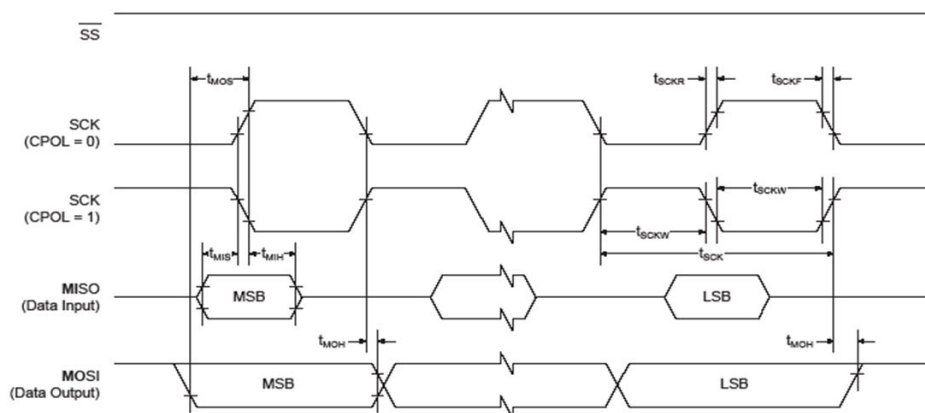 SS
tMOS
tSCKR
tSCKF
SCK
(CPOL = 0)
SCK
(CPOL = 1)
tSCKW
tSCKW
tSCK
tMIS
tMIH
MISO
(Data Input)
MSB
LSB
tMOH
tMOH
MOSI
(Data Output)
MSB
LSB